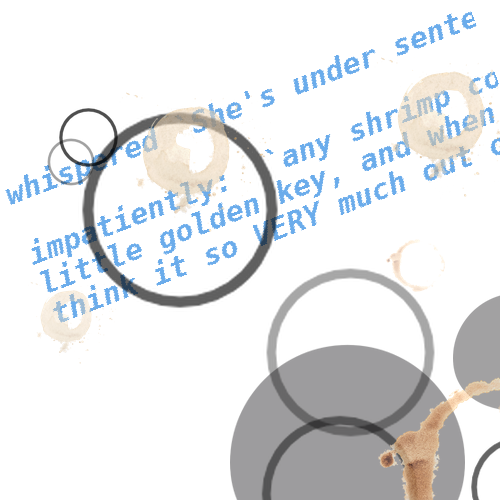 whispered She's under sente
impatiently: `any shrimp co
little golden key, and when
think it so VERY much out o